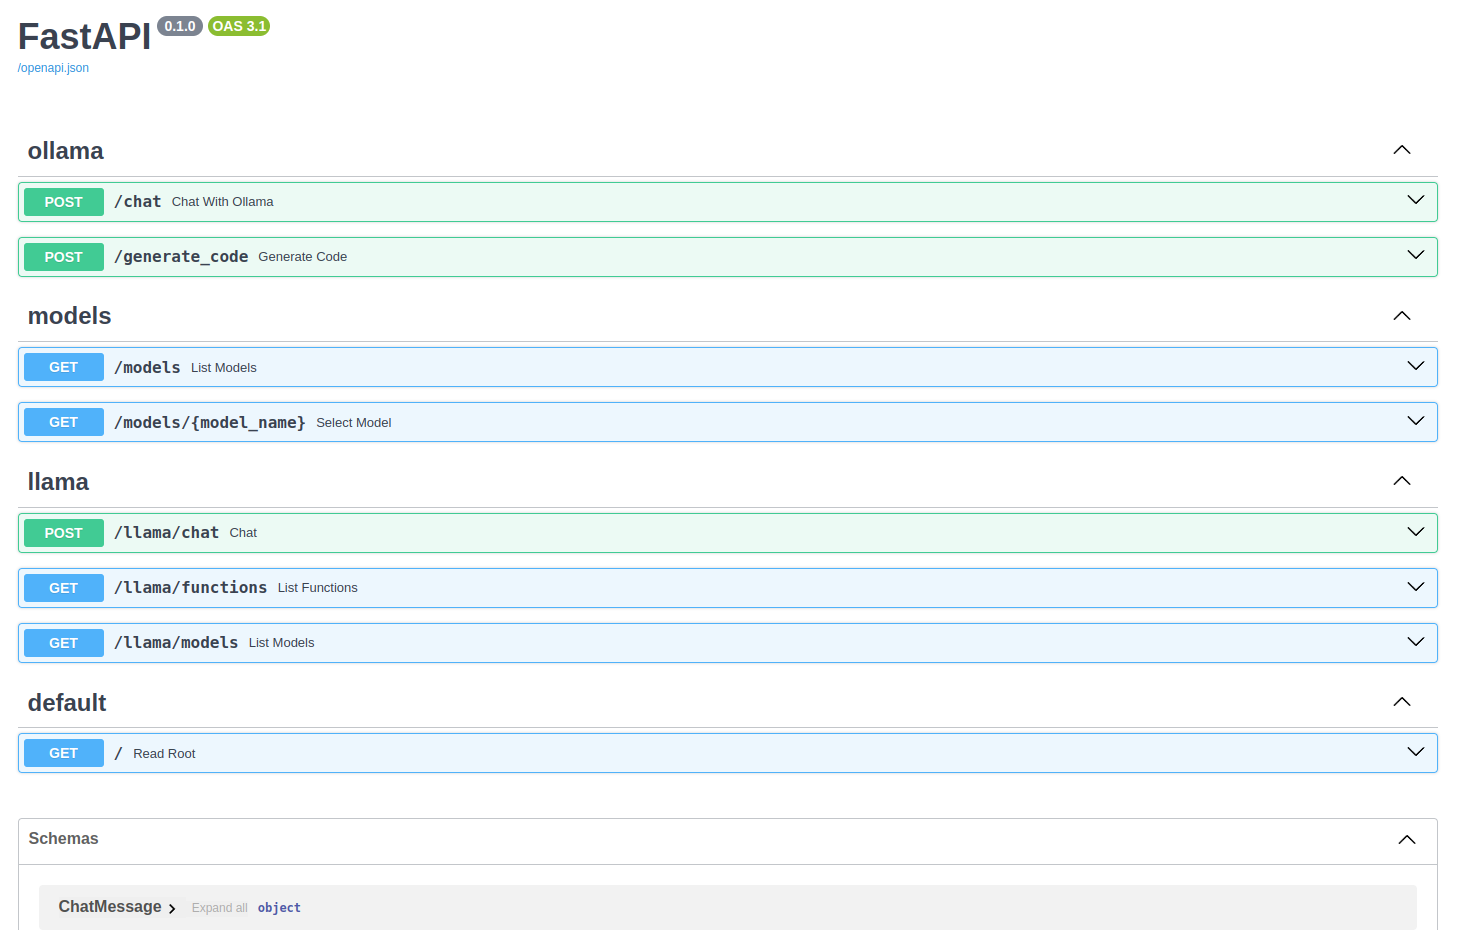 FastAPI 0.1.0 OAS 3.1
/openapi.json
ollama
POST /chat Chat With Ollama
POST /generate_code Generate Code
models
GET /models List Models
GET /models/{model_name} Select Model
llama
POST /llama/chat Chat
GET /llama/functions List Functions
GET /llama/models List Models
default
GET / Read Root
Schemas
ChatMessage Expand all object